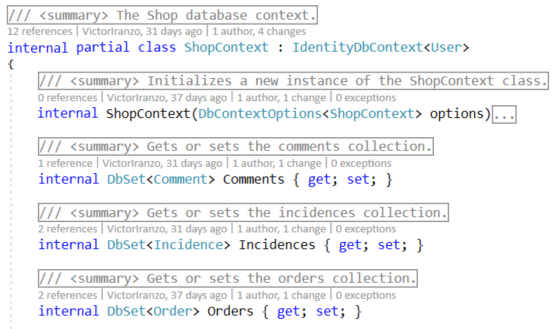 /// <summary> The Shop database context.
12 references | VictorIranzo, 31 days ago | 1 author, 4 changes
internal partial class ShopContext : IdentityDbContext<User>
{
/// <summary> Initializes a new instance of the ShopContext class.
0 references | VictorIranzo, 37 days ago | 1 author, 1 change | 0 exceptions
internal ShopContext(DbContextOptions<ShopContext> options)...
/// <summary> Gets or sets the comments collection.
1 reference | VictorIranzo, 31 days ago | 1 author, 1 change | 0 exceptions
internal DbSet<Comment> Comments { get; set; }
/// <summary> Gets or sets the incidences collection.
2 references | VictorIranzo, 31 days ago | 1 author, 1 change | 0 exceptions
internal DbSet<Incidence> Incidences { get; set; }
/// <summary> Gets or sets the orders collection.
2 references | VictorIranzo, 37 days ago | 1 author, 1 change | 0 exceptions
internal DbSet<Order> Orders { get; set; }